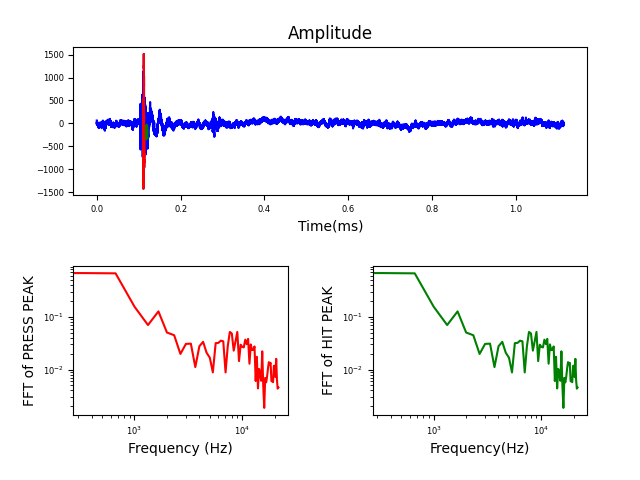 Amplitude
1500
1000
500
0
−500
−1000
−1500
0.0 0.2 0.4 0.6 0.8 1.0
Time(ms)
FFT of PRESS PEAK
10⁻¹
10⁻²
10³ 10⁴
Frequency (Hz)
FFT of HIT PEAK
10⁻¹
10⁻²
10³ 10⁴
Frequency(Hz)